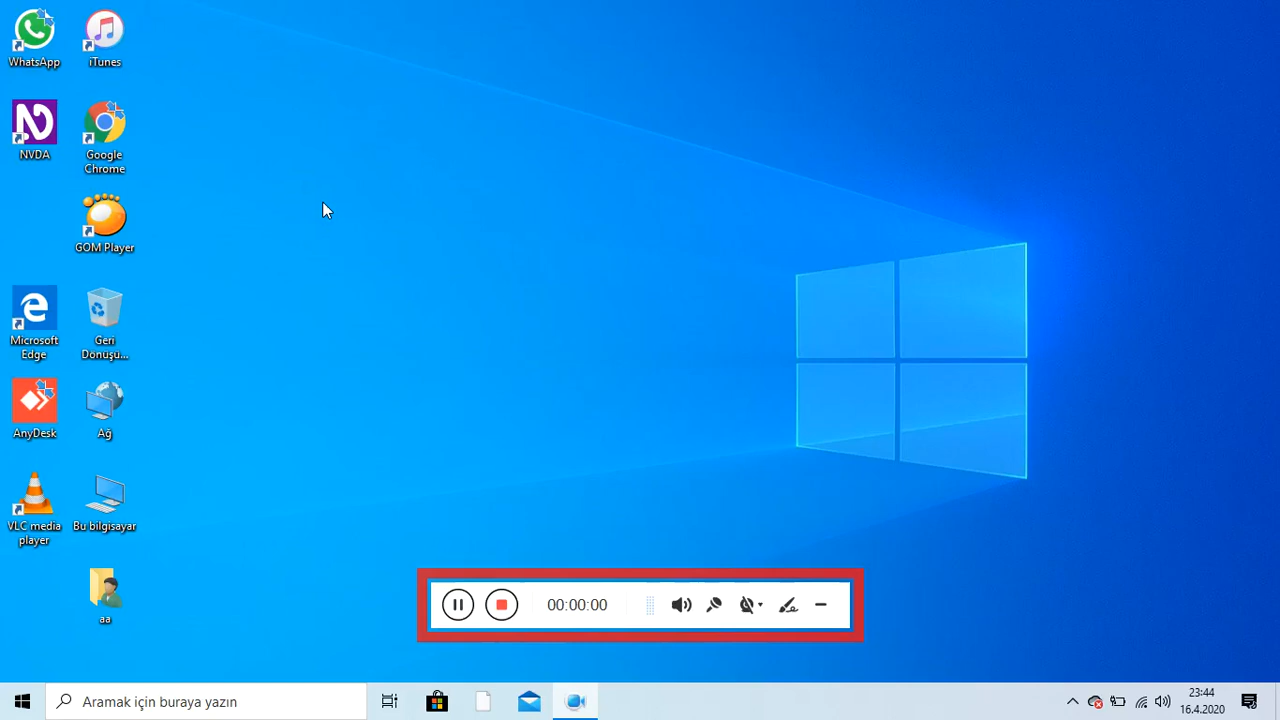 WhatsApp
iTunes
NVDA
Google
Chrome
GOM Player
Microsoft
Edge
Geri
Dönüşü...
AnyDesk
Ağ
VLC media
player
Bu bilgisayar
aa
00:00:00
Aramak için buraya yazın
23:44
16.4.2020